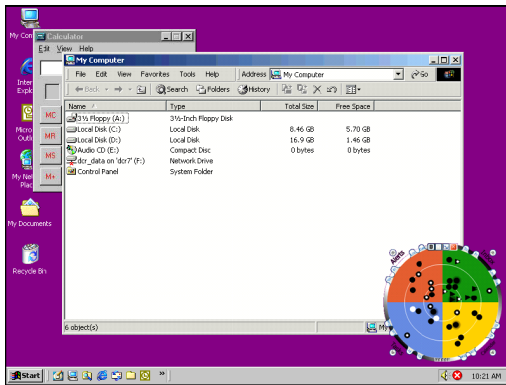 My Com
Calculator
Edit View Help
My Computer
File Edit View Favorites Tools Help
Address My Computer
Go
Back
Search Folders History
Name Type Total Size Free Space
3½ Floppy (A:) 3½-Inch Floppy Disk
Local Disk (C:) Local Disk 8.46 GB 5.70 GB
Local Disk (D:) Local Disk 16.9 GB 1.46 GB
Audio CD (E:) Compact Disc 0 bytes 0 bytes
dcr_data on 'dcr7' (F:) Network Drive
Control Panel System Folder
Inter
Expl
MC
MR
MS
M+
Micro
Outl
My Net
Plac
My Documents
Recycle Bin
Alerts
6 object(s)
My
Start
»
10:21 AM